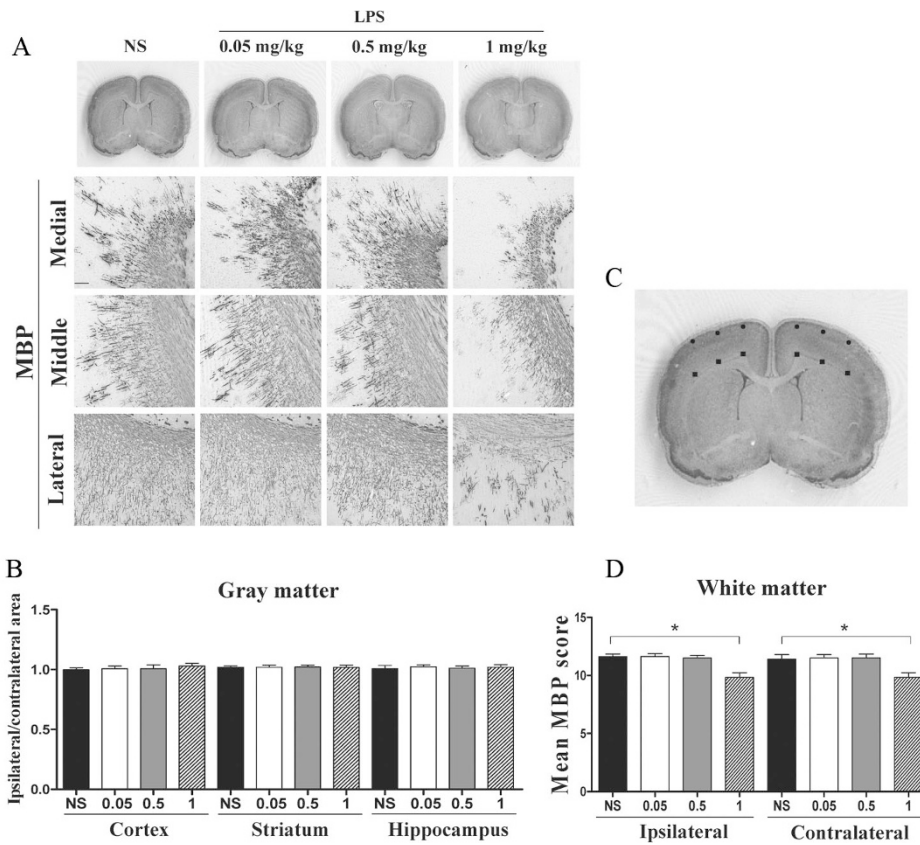 A
LPS
NS 0.05 mg/kg 0.5 mg/kg 1 mg/kg
MBP
Medial
Middle
Lateral
C
B
Gray matter
Ipsilateral/contralateral area
1.5
1.0
0.5
0.0
NS 0.05 0.5 1 NS 0.05 0.5 1 NS 0.05 0.5 1
Cortex Striatum Hippocampus
D
White matter
Mean MBP score
15
10
5
0
* *
NS 0.05 0.5 1 NS 0.05 0.5 1
Ipsilateral Contralateral